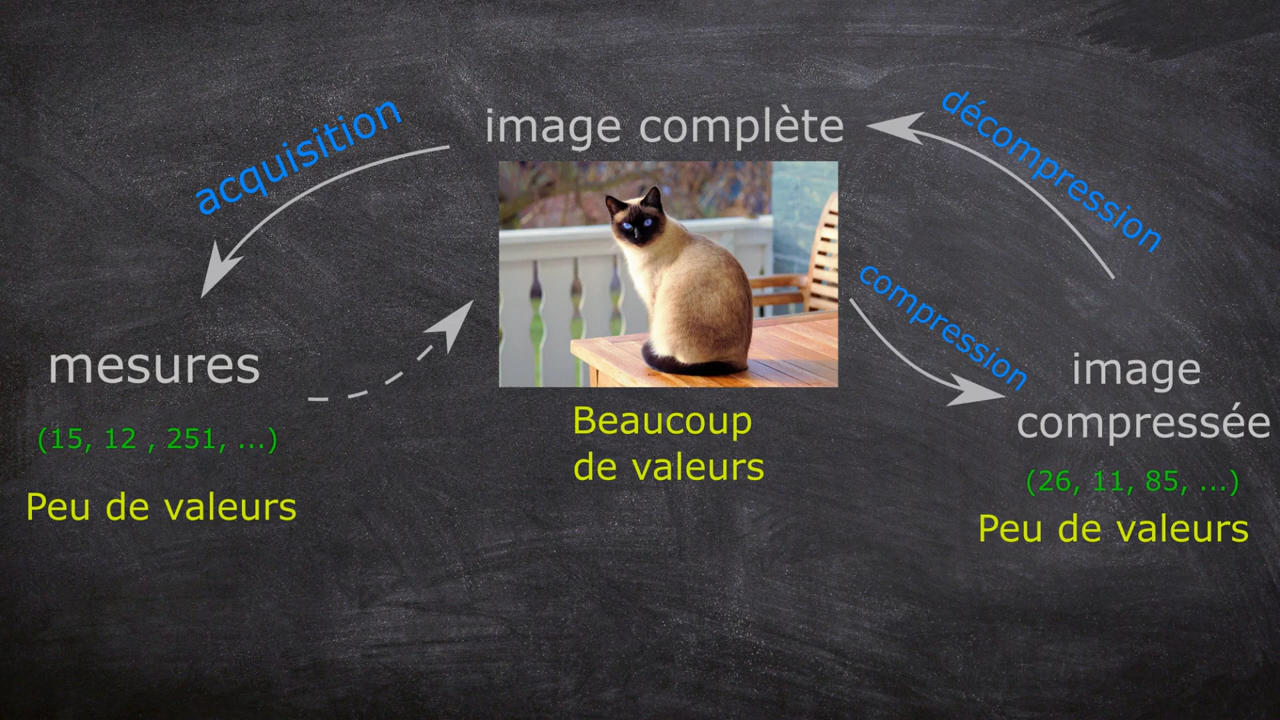 acquisition
image complète
décompression
compression
mesures
(15, 12 , 251, ...)
Peu de valeurs
Beaucoup
de valeurs
image
compressée
(26, 11, 85, ...)
Peu de valeurs